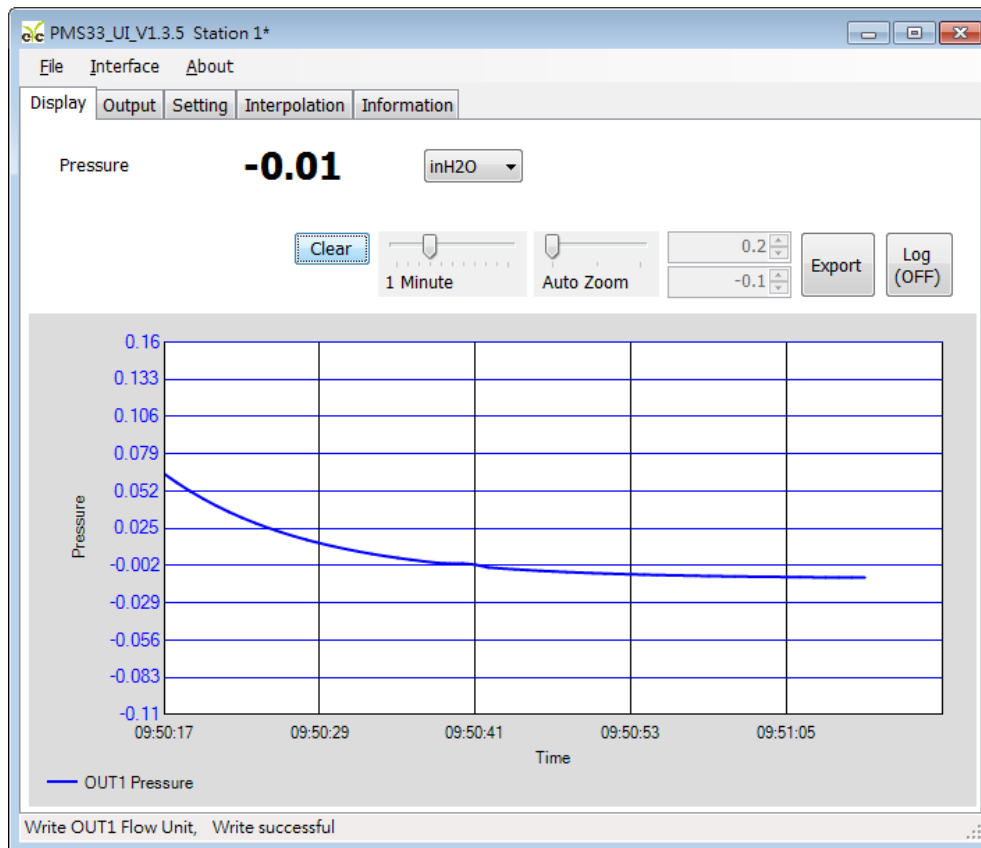 PMS33_UI_V1.3.5 Station 1*
File Interface About
Display Output Setting Interpolation Information
Pressure -0.01 inH2O
Clear 1 Minute Auto Zoom 0.2 -0.1 Export Log (OFF)
0.16
0.133
0.106
0.079
0.052
0.025
-0.002
-0.029
-0.056
-0.083
-0.11
Pressure
09:50:17 09:50:29 09:50:41 09:50:53 09:51:05
Time
OUT1 Pressure
Write OUT1 Flow Unit, Write successful